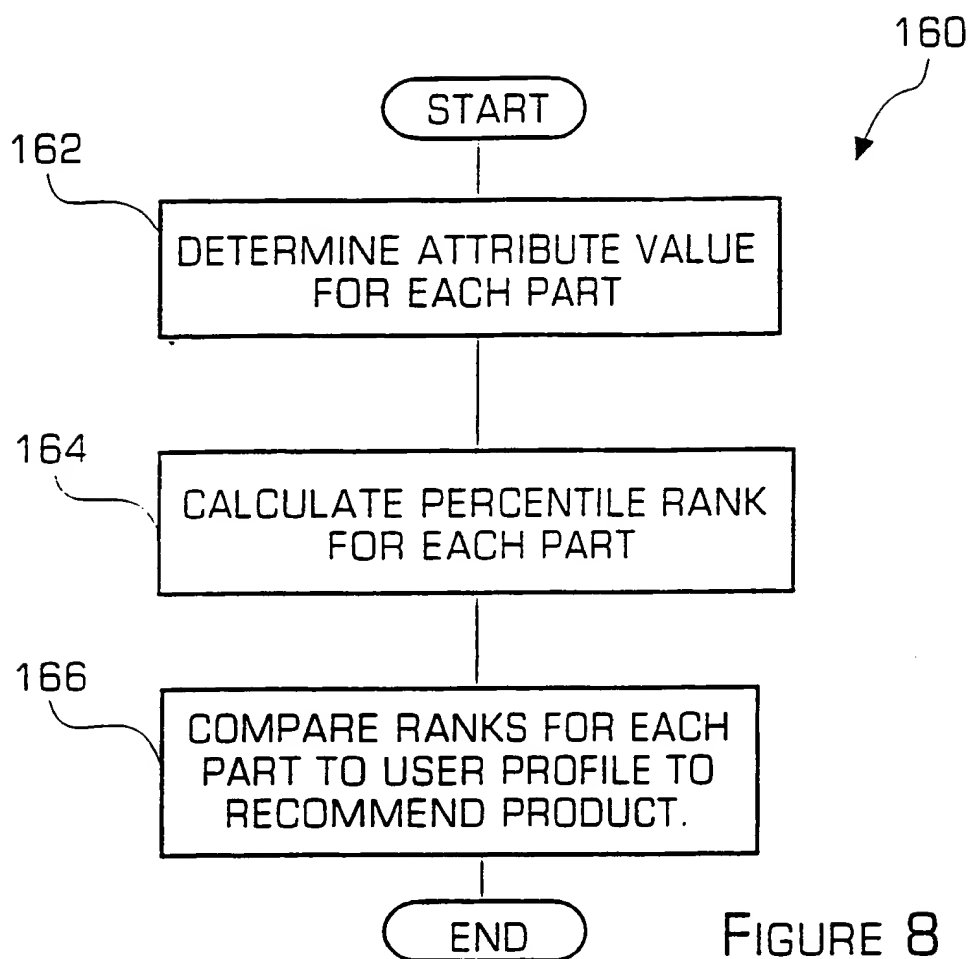 160
START
162
DETERMINE ATTRIBUTE VALUE
FOR EACH PART
164
CALCULATE PERCENTILE RANK
FOR EACH PART
166
COMPARE RANKS FOR EACH
PART TO USER PROFILE TO
RECOMMEND PRODUCT.
END
FIGURE 8